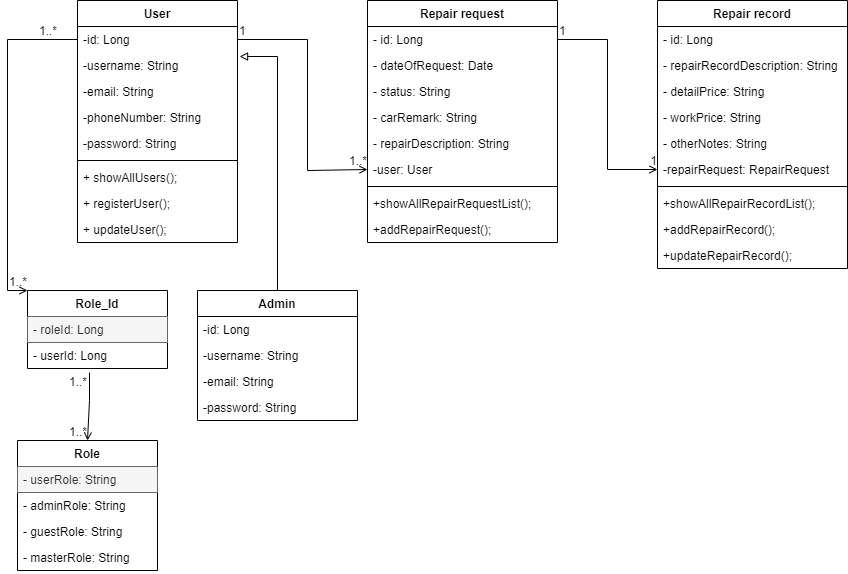 User
-id: Long
-username: String
-email: String
-phoneNumber: String
-password: String
+ showAllUsers();
+ registerUser();
+ updateUser();
1..*
1..*
1
1..*
Repair request
- id: Long
- dateOfRequest: Date
- status: String
- carRemark: String
- repairDescription: String
-user: User
+showAllRepairRequestList();
+addRepairRequest();
1
1
Repair record
- id: Long
- repairRecordDescription: String
- detailPrice: String
- workPrice: String
- otherNotes: String
-repairRequest: RepairRequest
+showAllRepairRecordList();
+addRepairRecord();
+updateRepairRecord();
Role_Id
- roleId: Long
- userId: Long
1..*
1..*
Admin
-id: Long
-username: String
-email: String
-password: String
Role
- userRole: String
- adminRole: String
- guestRole: String
- masterRole: String